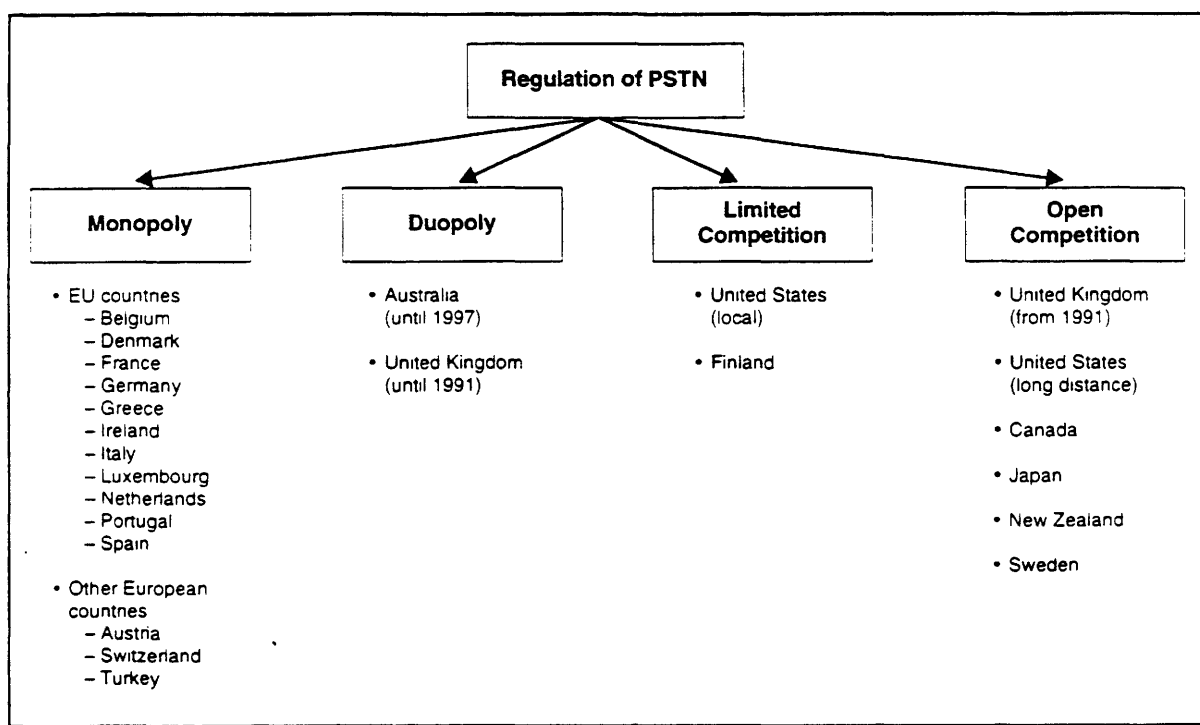 Regulation of PSTN
Monopoly
• EU countnes
– Belgium
– Denmark
– France
– Germany
– Greece
– Ireland
– Italy
– Luxembourg
– Netherlands
– Portugal
– Spain
• Other European
countnes
– Austria
– Switzerland
– Turkey
Duopoly
• Australia
(until 1997)
• United Kingdom
(until 1991)
Limited
Competition
• United States
(local)
• Finland
Open
Competition
• United Kingdom
(from 1991)
• United States
(long distance)
• Canada
• Japan
• New Zealand
• Sweden